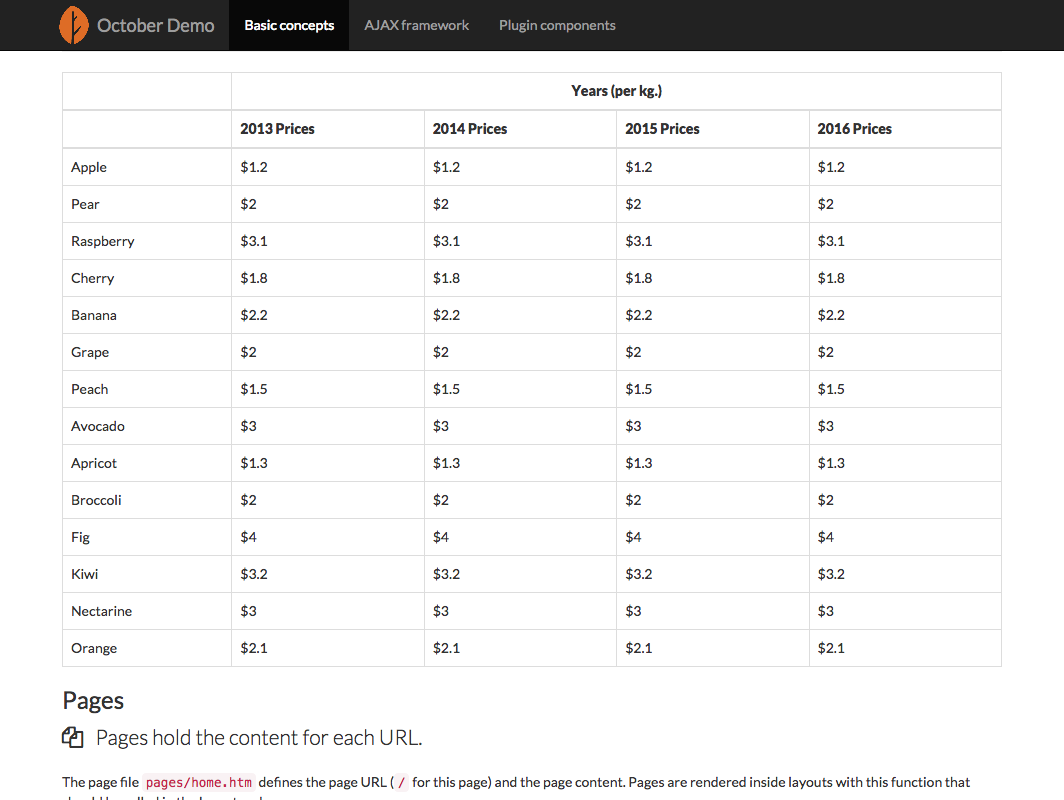 October Demo Basic concepts AJAX framework Plugin components
Years (per kg.)
2013 Prices 2014 Prices 2015 Prices 2016 Prices
Apple $1.2 $1.2 $1.2 $1.2
Pear $2 $2 $2 $2
Raspberry $3.1 $3.1 $3.1 $3.1
Cherry $1.8 $1.8 $1.8 $1.8
Banana $2.2 $2.2 $2.2 $2.2
Grape $2 $2 $2 $2
Peach $1.5 $1.5 $1.5 $1.5
Avocado $3 $3 $3 $3
Apricot $1.3 $1.3 $1.3 $1.3
Broccoli $2 $2 $2 $2
Fig $4 $4 $4 $4
Kiwi $3.2 $3.2 $3.2 $3.2
Nectarine $3 $3 $3 $3
Orange $2.1 $2.1 $2.1 $2.1
Pages
Pages hold the content for each URL.
The page file pages/home.htm defines the page URL ( / for this page) and the page content. Pages are rendered inside layouts with this function that